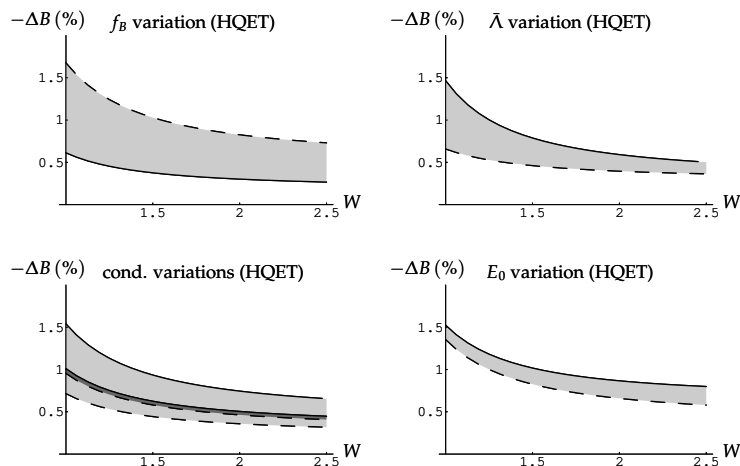 −ΔB (%) f_B variation (HQET)
1.5
1
0.5
1.5 2 2.5 W
−ΔB (%) Λ̄ variation (HQET)
1.5
1
0.5
1.5 2 2.5 W
−ΔB (%) cond. variations (HQET)
1.5
1
0.5
1.5 2 2.5 W
−ΔB (%) E₀ variation (HQET)
1.5
1
0.5
1.5 2 2.5 W